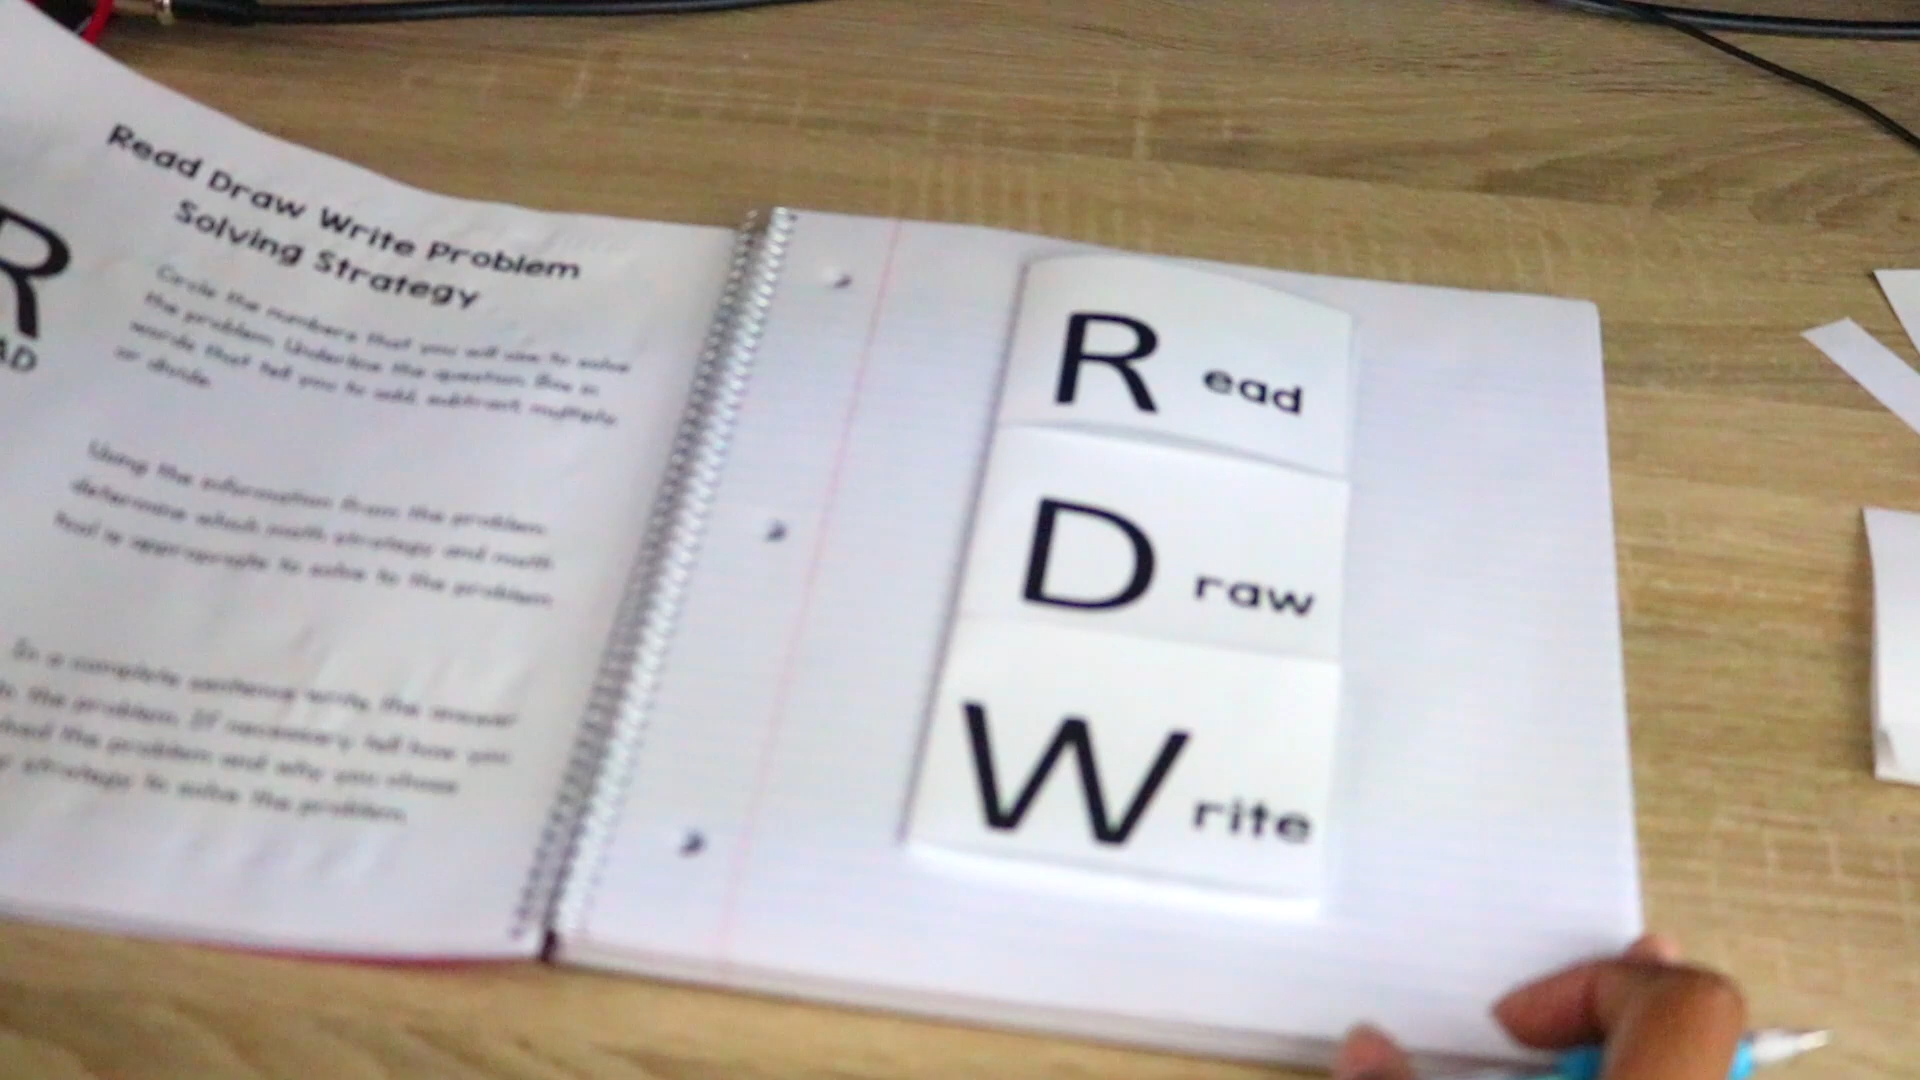 R
AD
Read Draw Write Problem
Solving Strategy
Circle the numbers that you will use to solve
the problem. Underline the question. Box in
words that tell you to add, subtract, multiply
or divide.
Using the information from the problem,
determine which math strategy and math
tool is appropriate to solve to the problem
In a complete sentence write the answer
the problem. If necessary tell how you
the problem and why you chose
strategy to solve the problem.
R ead
D raw
W rite